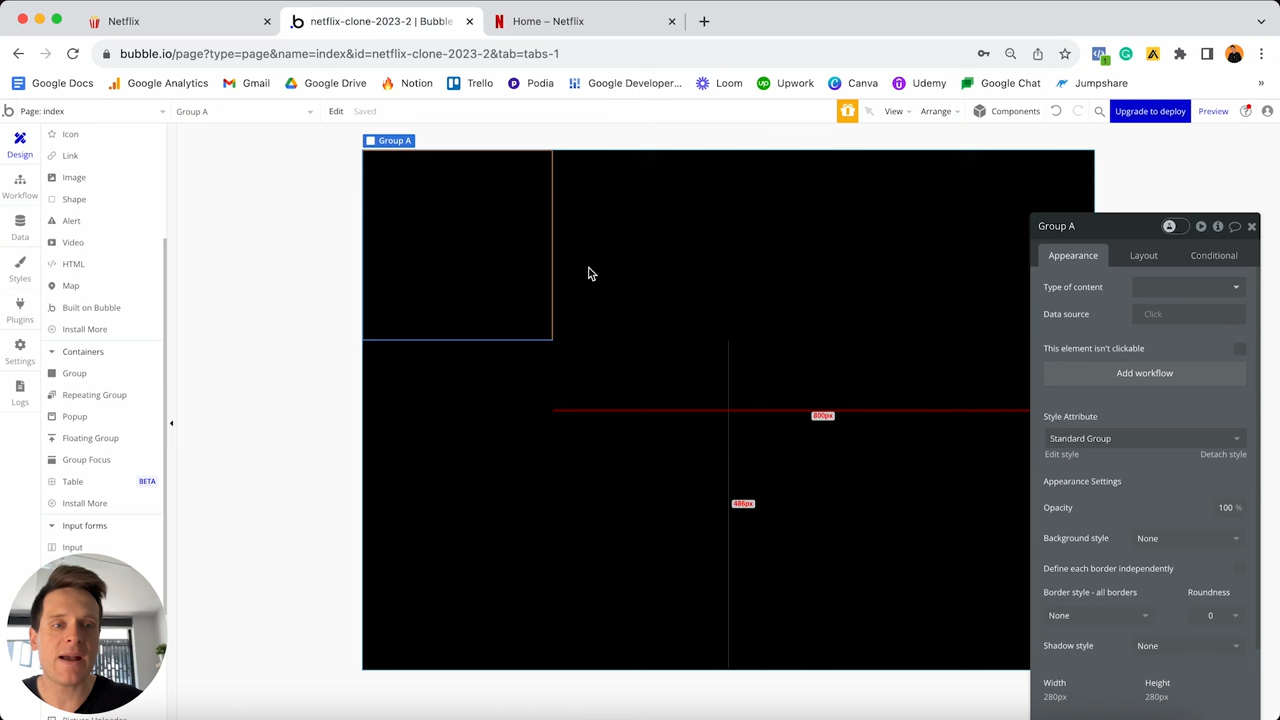 Netflix
netflix-clone-2023-2 | Bubble
Home – Netflix
bubble.io/page?type=page&name=index&id=netflix-clone-2023-2&tab=tabs-1
1
Google Docs
Google Analytics
Gmail
Google Drive
Notion
Trello
Podia
Google Developer...
Loom
Upwork
Canva
Udemy
Google Chat
Jumpshare
Page: index
Group A
Edit
Saved
View
Arrange
Components
Upgrade to deploy
Preview
Design
Workflow
Data
Styles
Plugins
Settings
Logs
Icon
Link
Image
Shape
Alert
Video
HTML
Map
Built on Bubble
Install More
Containers
Group
Repeating Group
Popup
Floating Group
Group Focus
Table
BETA
Install More
Input forms
Input
Group A
800px
486px
Group A
Appearance
Layout
Conditional
Type of content
Data source
Click
This element isn't clickable
Add workflow
Style Attribute
Standard Group
Edit style
Detach style
Appearance Settings
Opacity
100 %
Background style
None
Define each border independently
Border style - all borders
Roundness
None
0
Shadow style
None
Width
Height
280px
280px